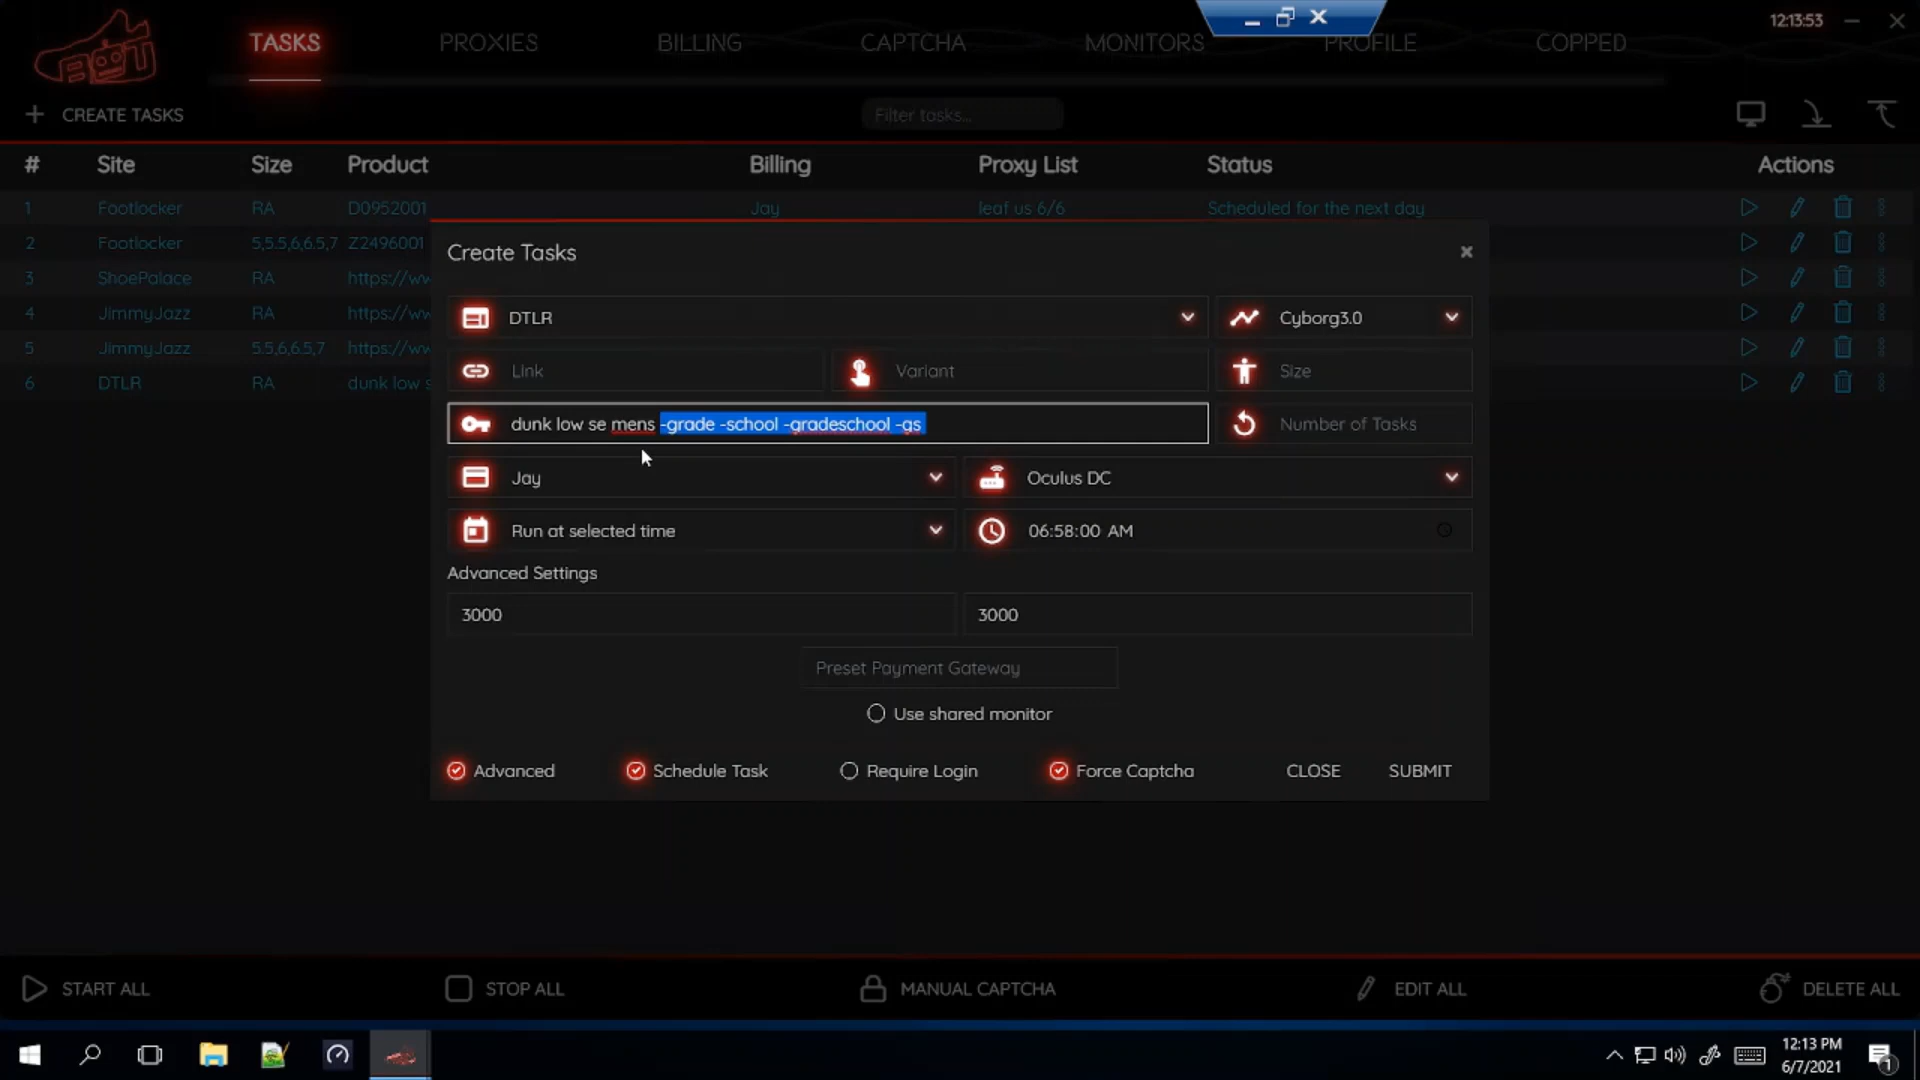 BOT
TASKS PROXIES BILLING CAPTCHA MONITORS PROFILE COPPED
12:13:53
CREATE TASKS
Filter tasks...
# Site Size Product Billing Proxy List Status Actions
1 Footlocker RA D0952001 Jay leaf us 6/6 Scheduled for the next day
2 Footlocker 5,5.5,6,6.5,7 Z2496001
3 ShoePalace RA https://ww
4 JimmyJazz RA https://ww
5 JimmyJazz 5.5,6,6.5,7 https://ww
6 DTLR RA dunk low s
Create Tasks
DTLR Cyborg3.0
Link Variant Size
dunk low se mens -grade -school -gradeschool -gs Number of Tasks
Jay Oculus DC
Run at selected time 06:58:00 AM
Advanced Settings
3000 3000
Preset Payment Gateway
Use shared monitor
Advanced Schedule Task Require Login Force Captcha CLOSE SUBMIT
START ALL STOP ALL MANUAL CAPTCHA EDIT ALL DELETE ALL
12:13 PM
6/7/2021
1